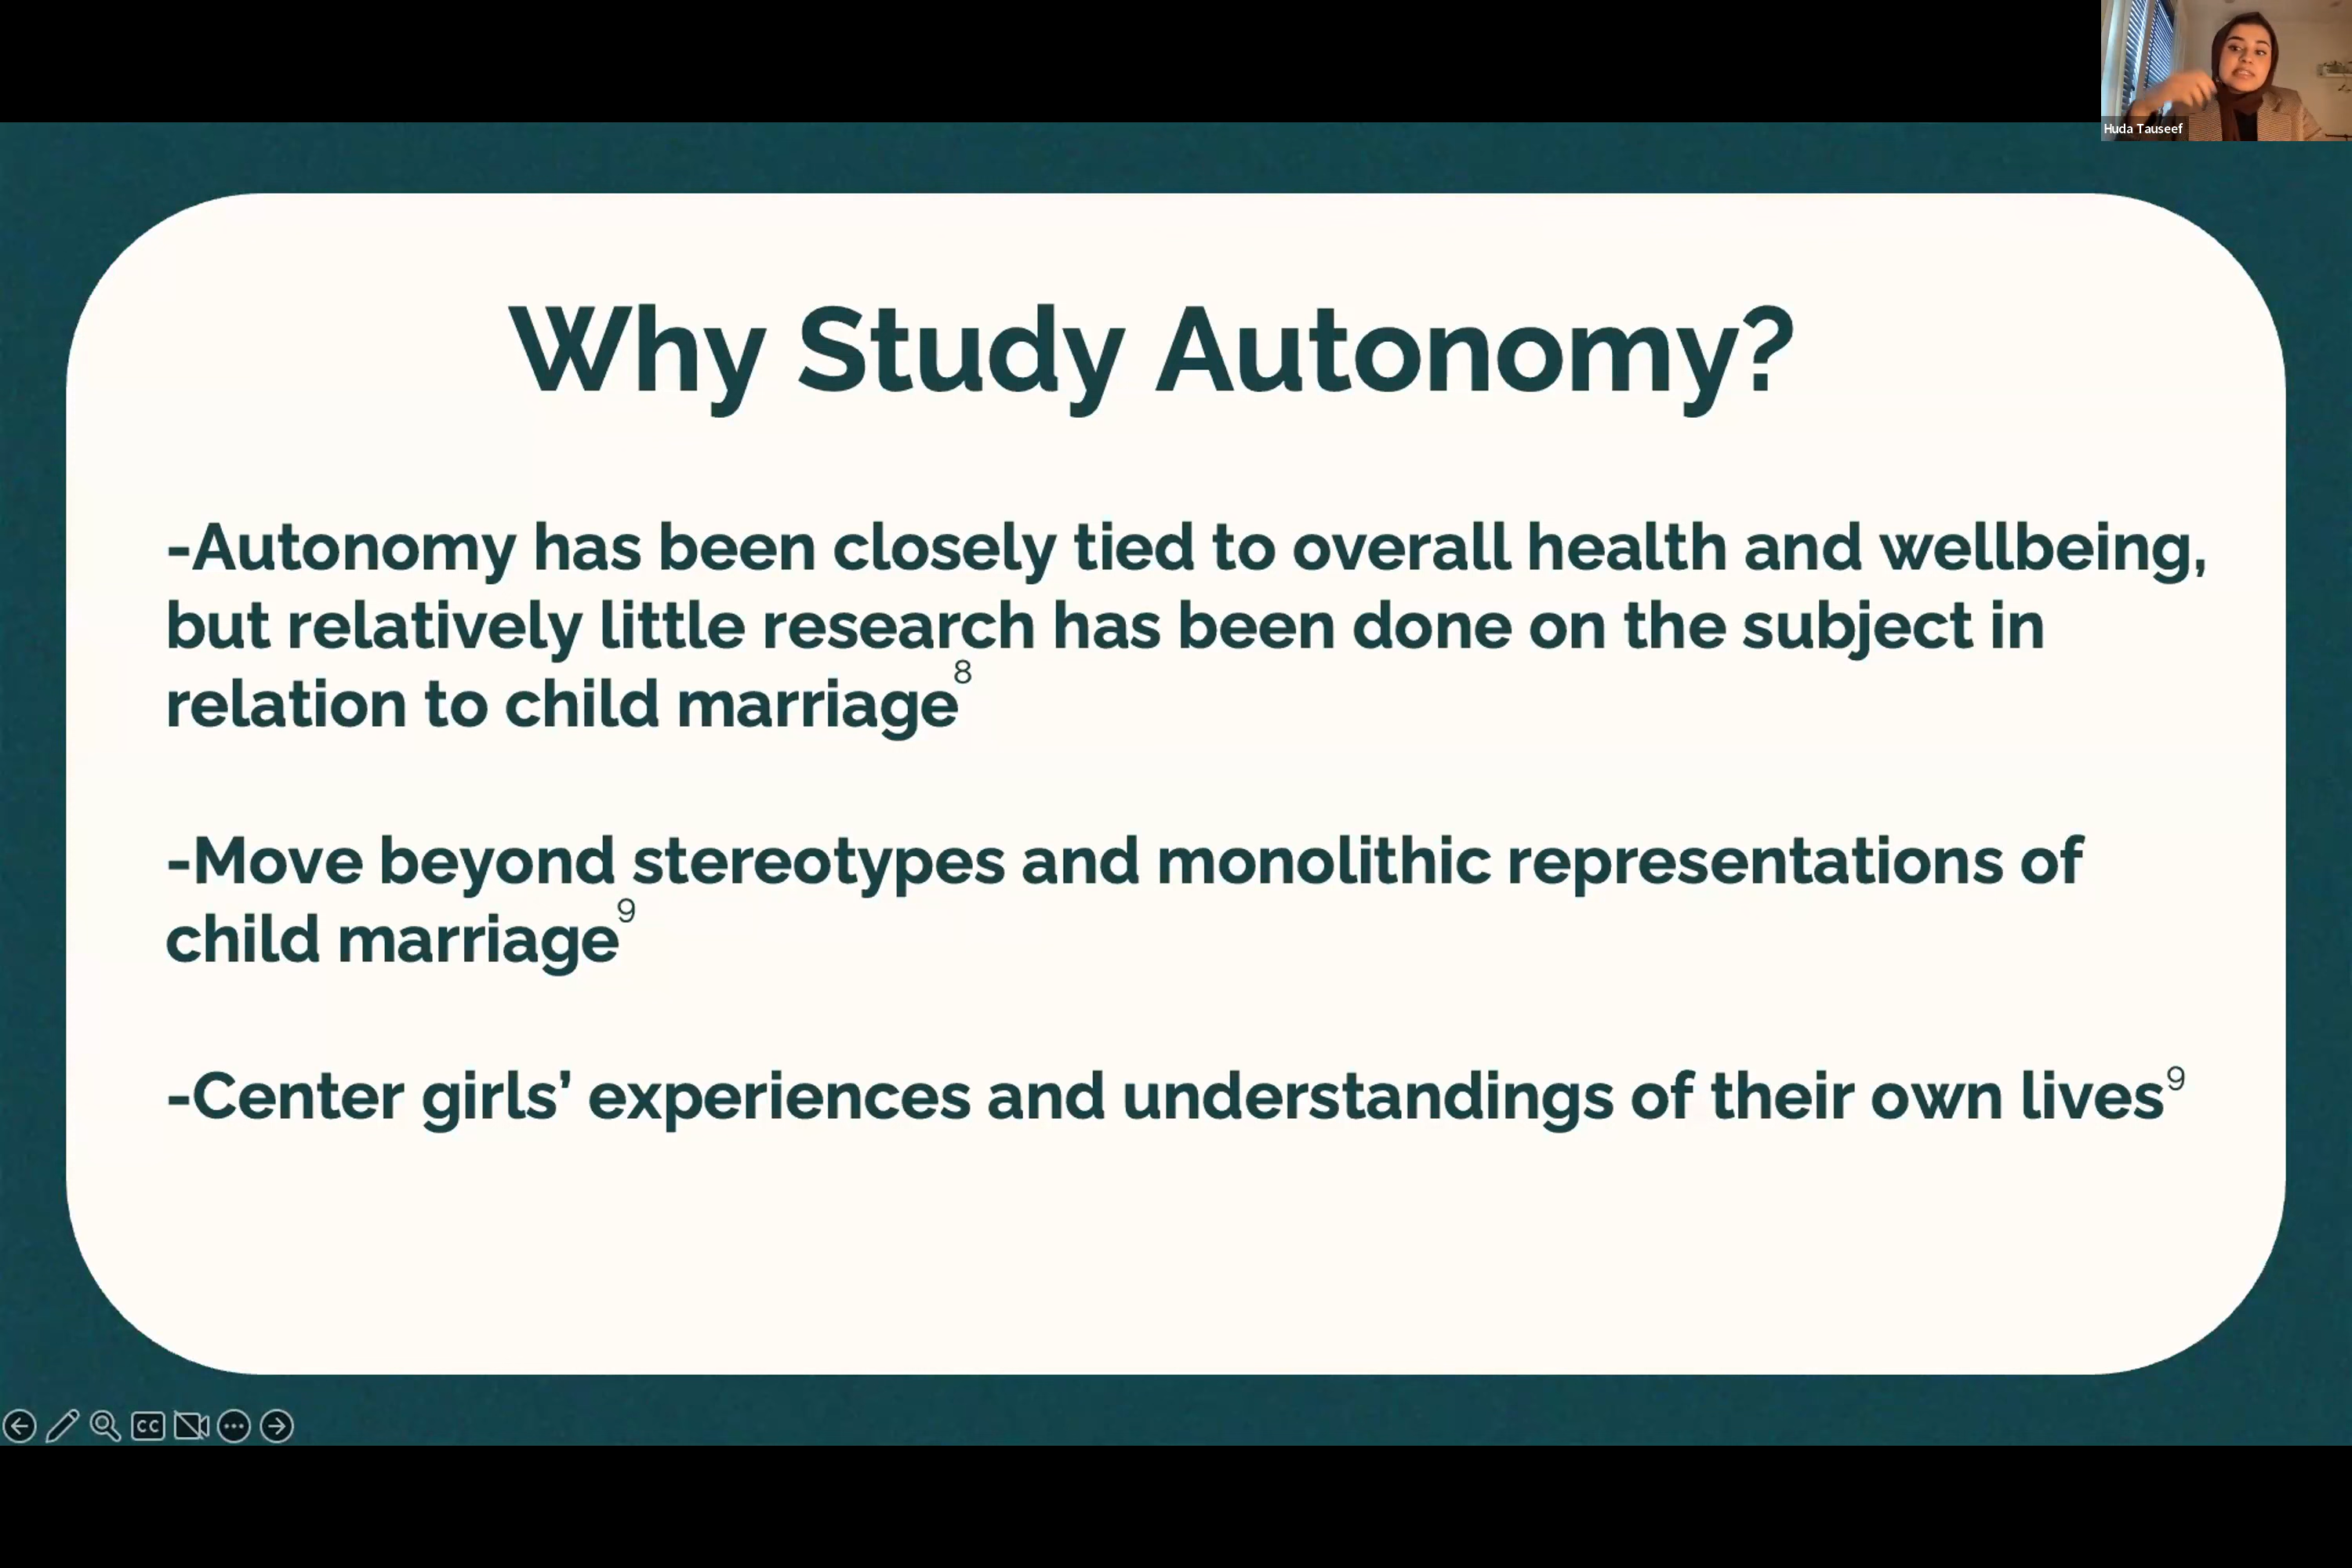 Huda Tauseef
Why Study Autonomy?
-Autonomy has been closely tied to overall health and wellbeing,
but relatively little research has been done on the subject in
relation to child marriage8
-Move beyond stereotypes and monolithic representations of
child marriage9
-Center girls’ experiences and understandings of their own lives9
CC